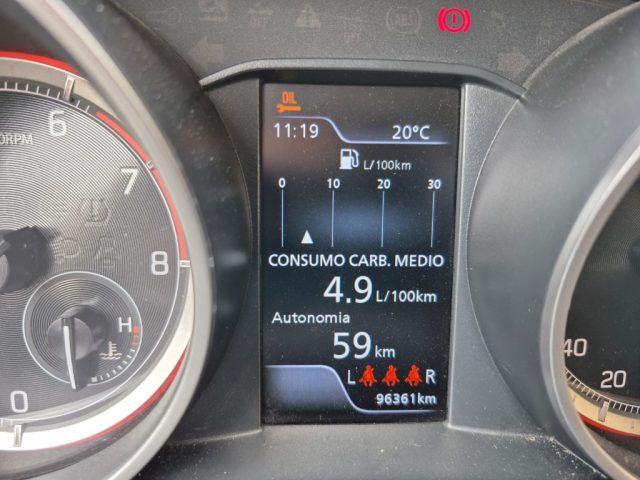 OIL
11:19 20°C
L/100km
0 10 20 30
CONSUMO CARB. MEDIO
4.9 L/100km
Autonomia
59 km
L R
96361km
6
7
8
H
0
40
20